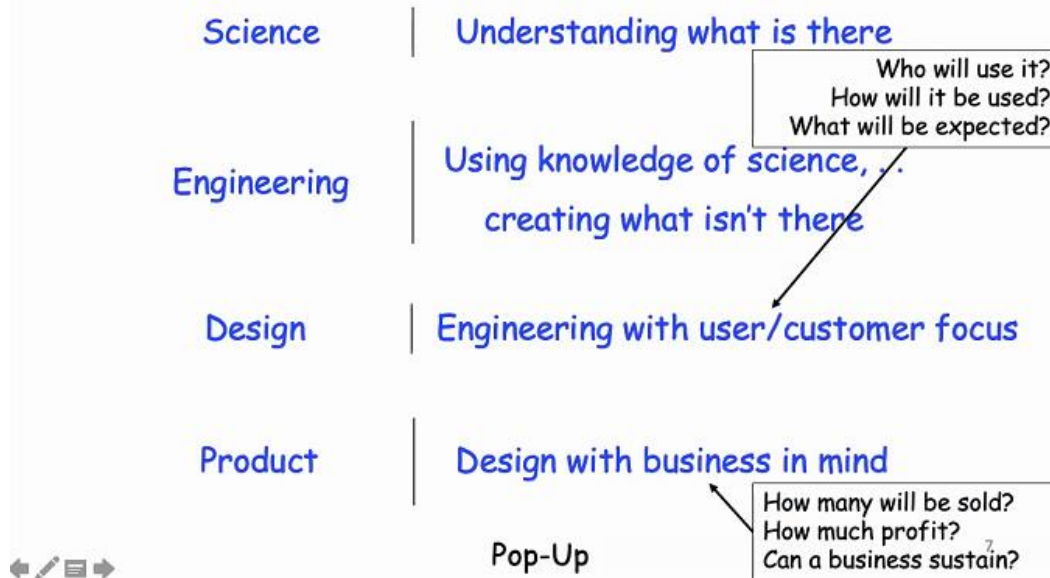 Science
Understanding what is there
Who will use it?
How will it be used?
What will be expected?
Engineering
Using knowledge of science, ...
creating what isn't there
Design
Engineering with user/customer focus
Product
Design with business in mind
How many will be sold?
How much profit?
Can a business sustain?
7
Pop-Up